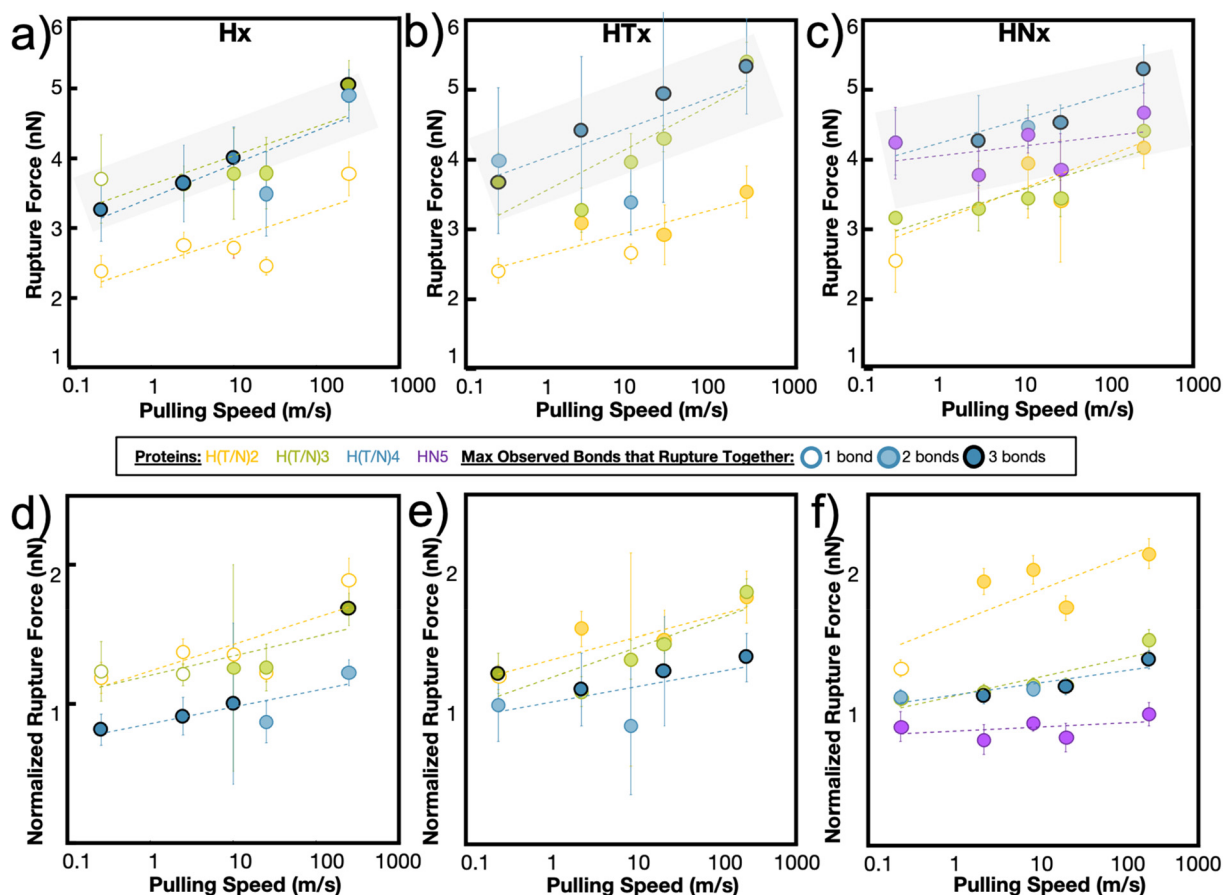 a)
Hx
b)
HTx
c)
HNx
Rupture Force (nN)
6
5
4
3
2
1
0.1
1
10
100
1000
Pulling Speed (m/s)
Rupture Force (nN)
6
5
4
3
2
1
0.1
1
10
100
1000
Pulling Speed (m/s)
Rupture Force (nN)
6
5
4
3
2
1
0.1
1
10
100
1000
Pulling Speed (m/s)
Proteins: H(T/N)2 H(T/N)3 H(T/N)4 HN5 Max Observed Bonds that Rupture Together: 1 bond 2 bonds 3 bonds
d)
Normalized Rupture Force (nN)
2
1
0.1
1
10
100
1000
Pulling Speed (m/s)
e)
Normalized Rupture Force (nN)
2
1
0.1
1
10
100
1000
Pulling Speed (m/s)
f)
Normalized Rupture Force (nN)
2
1
0.1
1
10
100
1000
Pulling Speed (m/s)